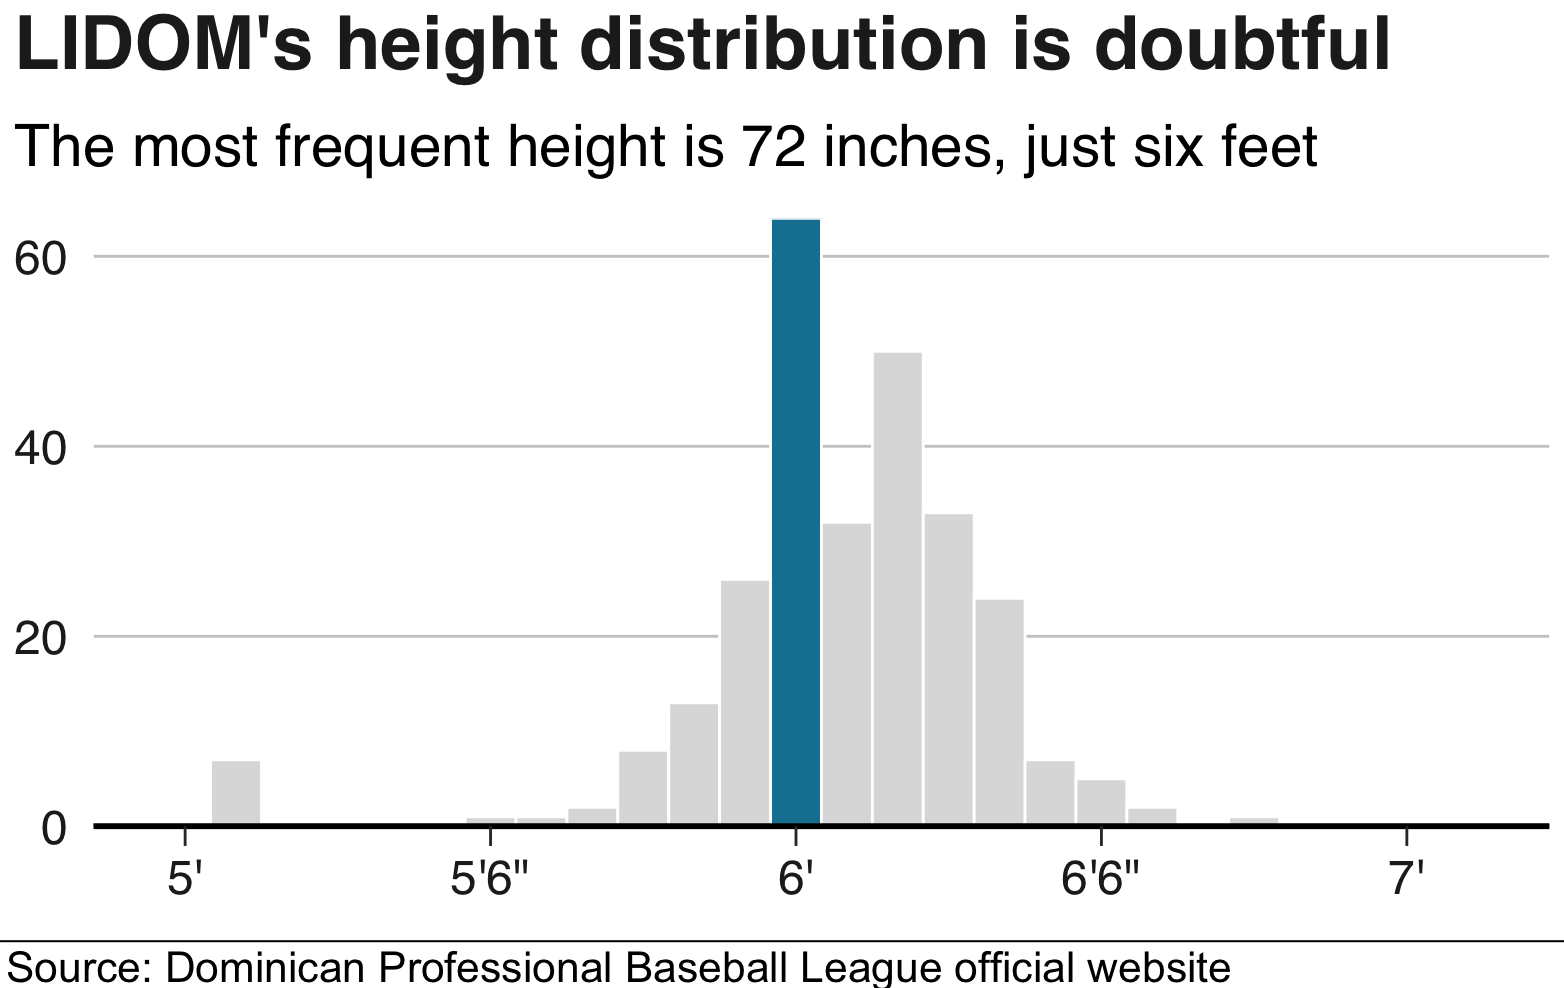 LIDOM's height distribution is doubtful
The most frequent height is 72 inches, just six feet
60
40
20
0
5' 5'6" 6' 6'6" 7'
Source: Dominican Professional Baseball League official website